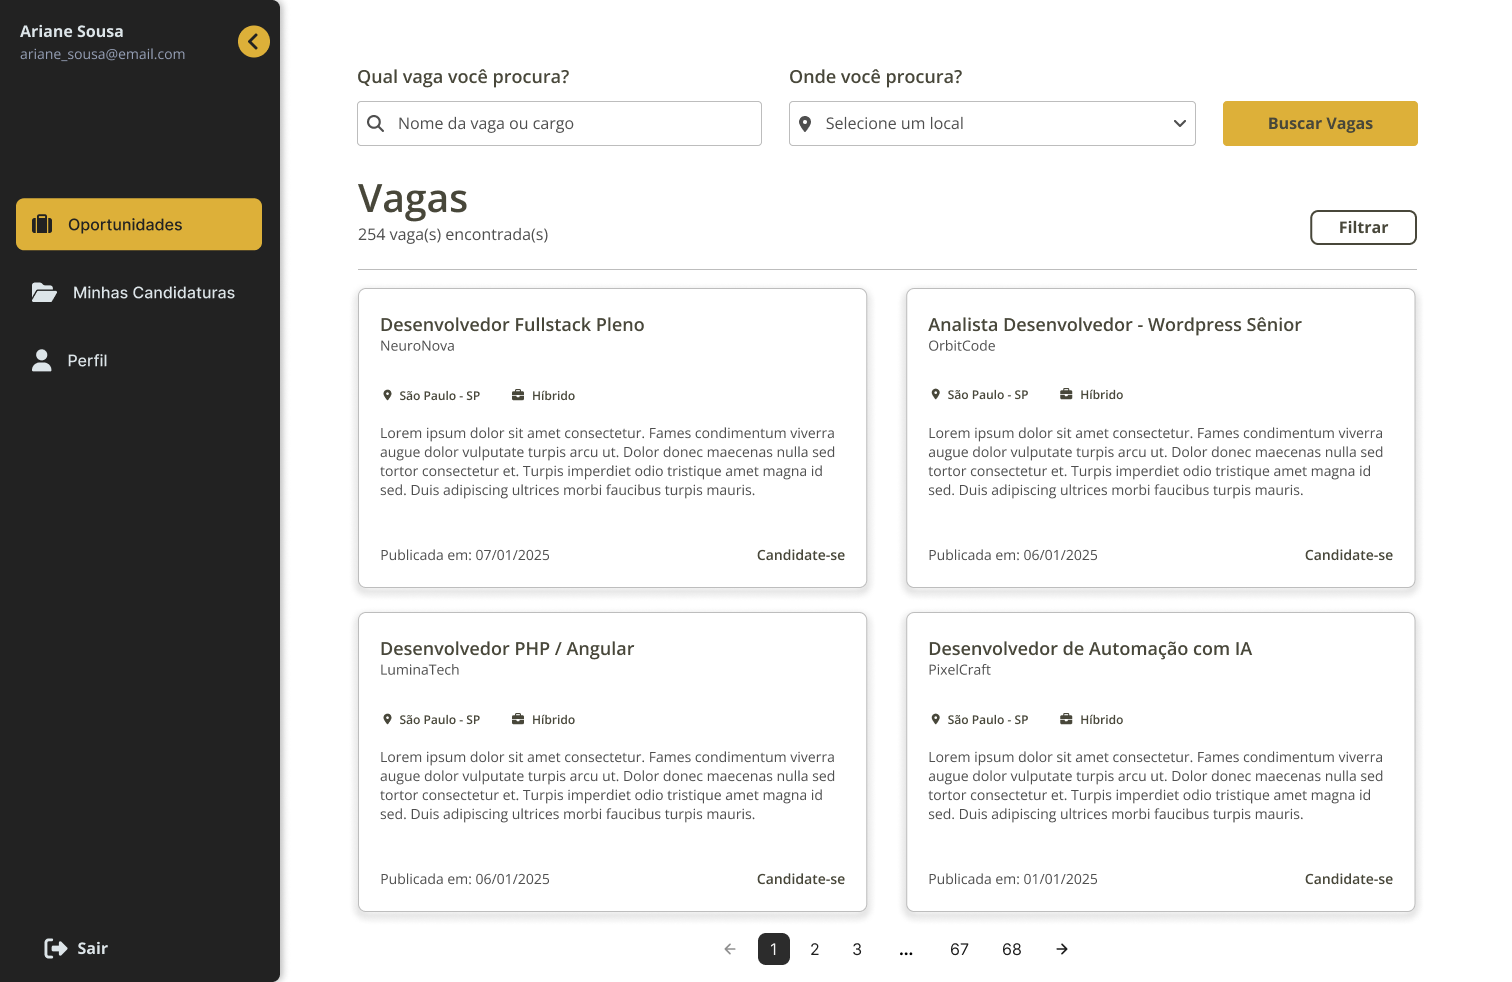 Ariane Sousa
ariane_sousa@email.com
Oportunidades
Minhas Candidaturas
Perfil
Sair
Qual vaga você procura?
Nome da vaga ou cargo
Onde você procura?
Selecione um local
Buscar Vagas
Vagas
254 vaga(s) encontrada(s)
Filtrar
Desenvolvedor Fullstack Pleno
NeuroNova
São Paulo - SP Híbrido
Lorem ipsum dolor sit amet consectetur. Fames condimentum viverra
augue dolor vulputate turpis arcu ut. Dolor donec maecenas nulla sed
tortor consectetur et. Turpis imperdiet odio tristique amet magna id
sed. Duis adipiscing ultrices morbi faucibus turpis mauris.
Publicada em: 07/01/2025 Candidate-se
Analista Desenvolvedor - Wordpress Sênior
OrbitCode
São Paulo - SP Híbrido
Lorem ipsum dolor sit amet consectetur. Fames condimentum viverra
augue dolor vulputate turpis arcu ut. Dolor donec maecenas nulla sed
tortor consectetur et. Turpis imperdiet odio tristique amet magna id
sed. Duis adipiscing ultrices morbi faucibus turpis mauris.
Publicada em: 06/01/2025 Candidate-se
Desenvolvedor PHP / Angular
LuminaTech
São Paulo - SP Híbrido
Lorem ipsum dolor sit amet consectetur. Fames condimentum viverra
augue dolor vulputate turpis arcu ut. Dolor donec maecenas nulla sed
tortor consectetur et. Turpis imperdiet odio tristique amet magna id
sed. Duis adipiscing ultrices morbi faucibus turpis mauris.
Publicada em: 06/01/2025 Candidate-se
Desenvolvedor de Automação com IA
PixelCraft
São Paulo - SP Híbrido
Lorem ipsum dolor sit amet consectetur. Fames condimentum viverra
augue dolor vulputate turpis arcu ut. Dolor donec maecenas nulla sed
tortor consectetur et. Turpis imperdiet odio tristique amet magna id
sed. Duis adipiscing ultrices morbi faucibus turpis mauris.
Publicada em: 01/01/2025 Candidate-se
1 2 3 ... 67 68